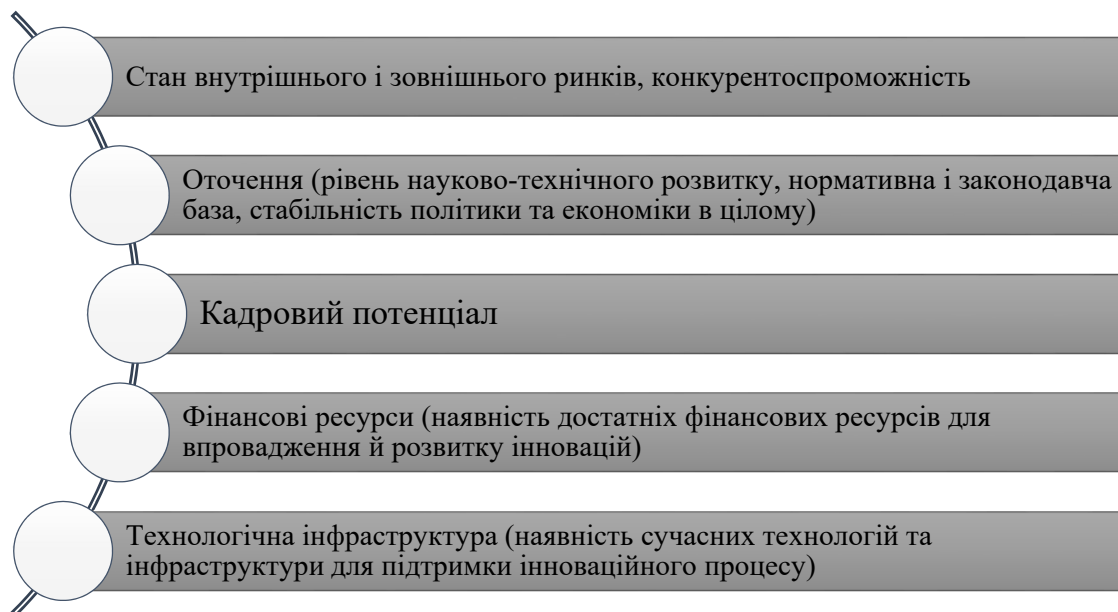 Стан внутрішнього і зовнішнього ринків, конкурентоспроможність
Оточення (рівень науково-технічного розвитку, нормативна і законодавча
база, стабільність політики та економіки в цілому)
Кадровий потенціал
Фінансові ресурси (наявність достатніх фінансових ресурсів для
впровадження й розвитку інновацій)
Технологічна інфраструктура (наявність сучасних технологій та
інфраструктури для підтримки інноваційного процесу)